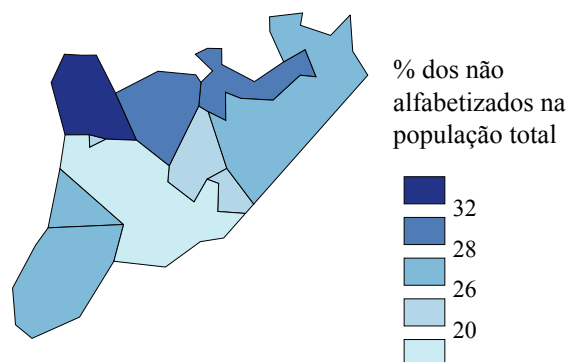 % dos não
alfabetizados na
população total
32
28
26
20